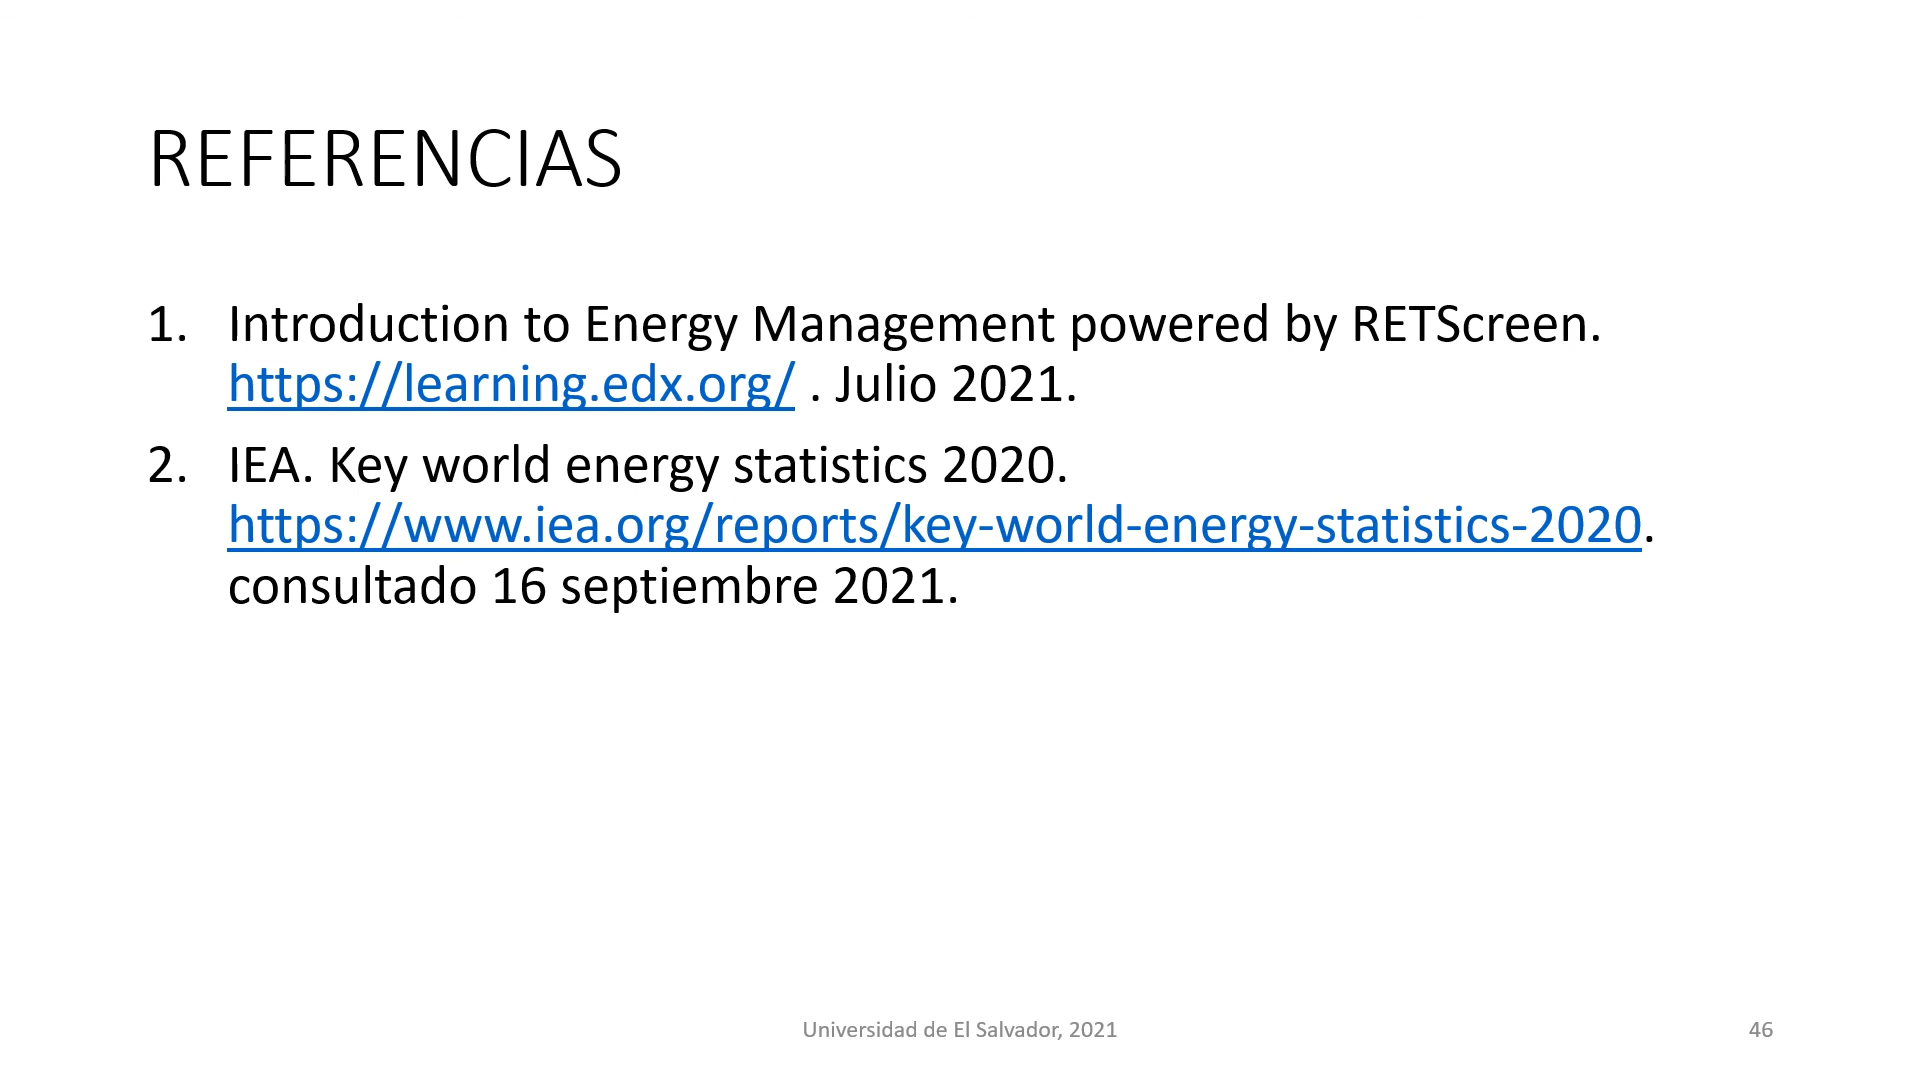 REFERENCIAS
1. Introduction to Energy Management powered by RETScreen.
https://learning.edx.org/ . Julio 2021.
2. IEA. Key world energy statistics 2020.
https://www.iea.org/reports/key-world-energy-statistics-2020.
consultado 16 septiembre 2021.
Universidad de El Salvador, 2021
46